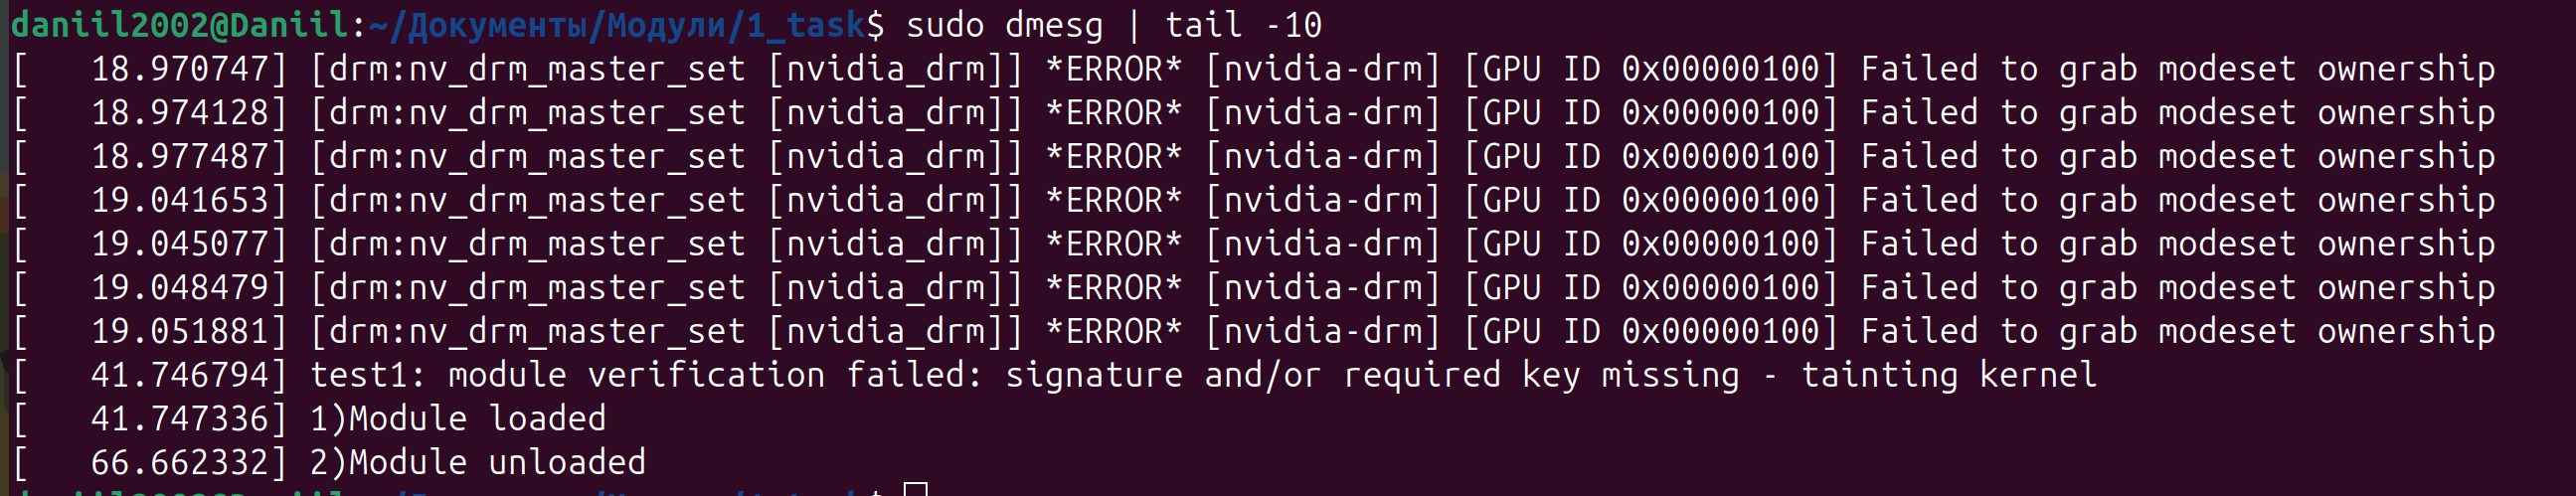 daniil2002@Daniil:~/Документы/Модули/1_task$ sudo dmesg | tail -10
[   18.970747] [drm:nv_drm_master_set [nvidia_drm]] *ERROR* [nvidia-drm] [GPU ID 0x00000100] Failed to grab modeset ownership
[   18.974128] [drm:nv_drm_master_set [nvidia_drm]] *ERROR* [nvidia-drm] [GPU ID 0x00000100] Failed to grab modeset ownership
[   18.977487] [drm:nv_drm_master_set [nvidia_drm]] *ERROR* [nvidia-drm] [GPU ID 0x00000100] Failed to grab modeset ownership
[   19.041653] [drm:nv_drm_master_set [nvidia_drm]] *ERROR* [nvidia-drm] [GPU ID 0x00000100] Failed to grab modeset ownership
[   19.045077] [drm:nv_drm_master_set [nvidia_drm]] *ERROR* [nvidia-drm] [GPU ID 0x00000100] Failed to grab modeset ownership
[   19.048479] [drm:nv_drm_master_set [nvidia_drm]] *ERROR* [nvidia-drm] [GPU ID 0x00000100] Failed to grab modeset ownership
[   19.051881] [drm:nv_drm_master_set [nvidia_drm]] *ERROR* [nvidia-drm] [GPU ID 0x00000100] Failed to grab modeset ownership
[   41.746794] test1: module verification failed: signature and/or required key missing - tainting kernel
[   41.747336] 1)Module loaded
[   66.662332] 2)Module unloaded